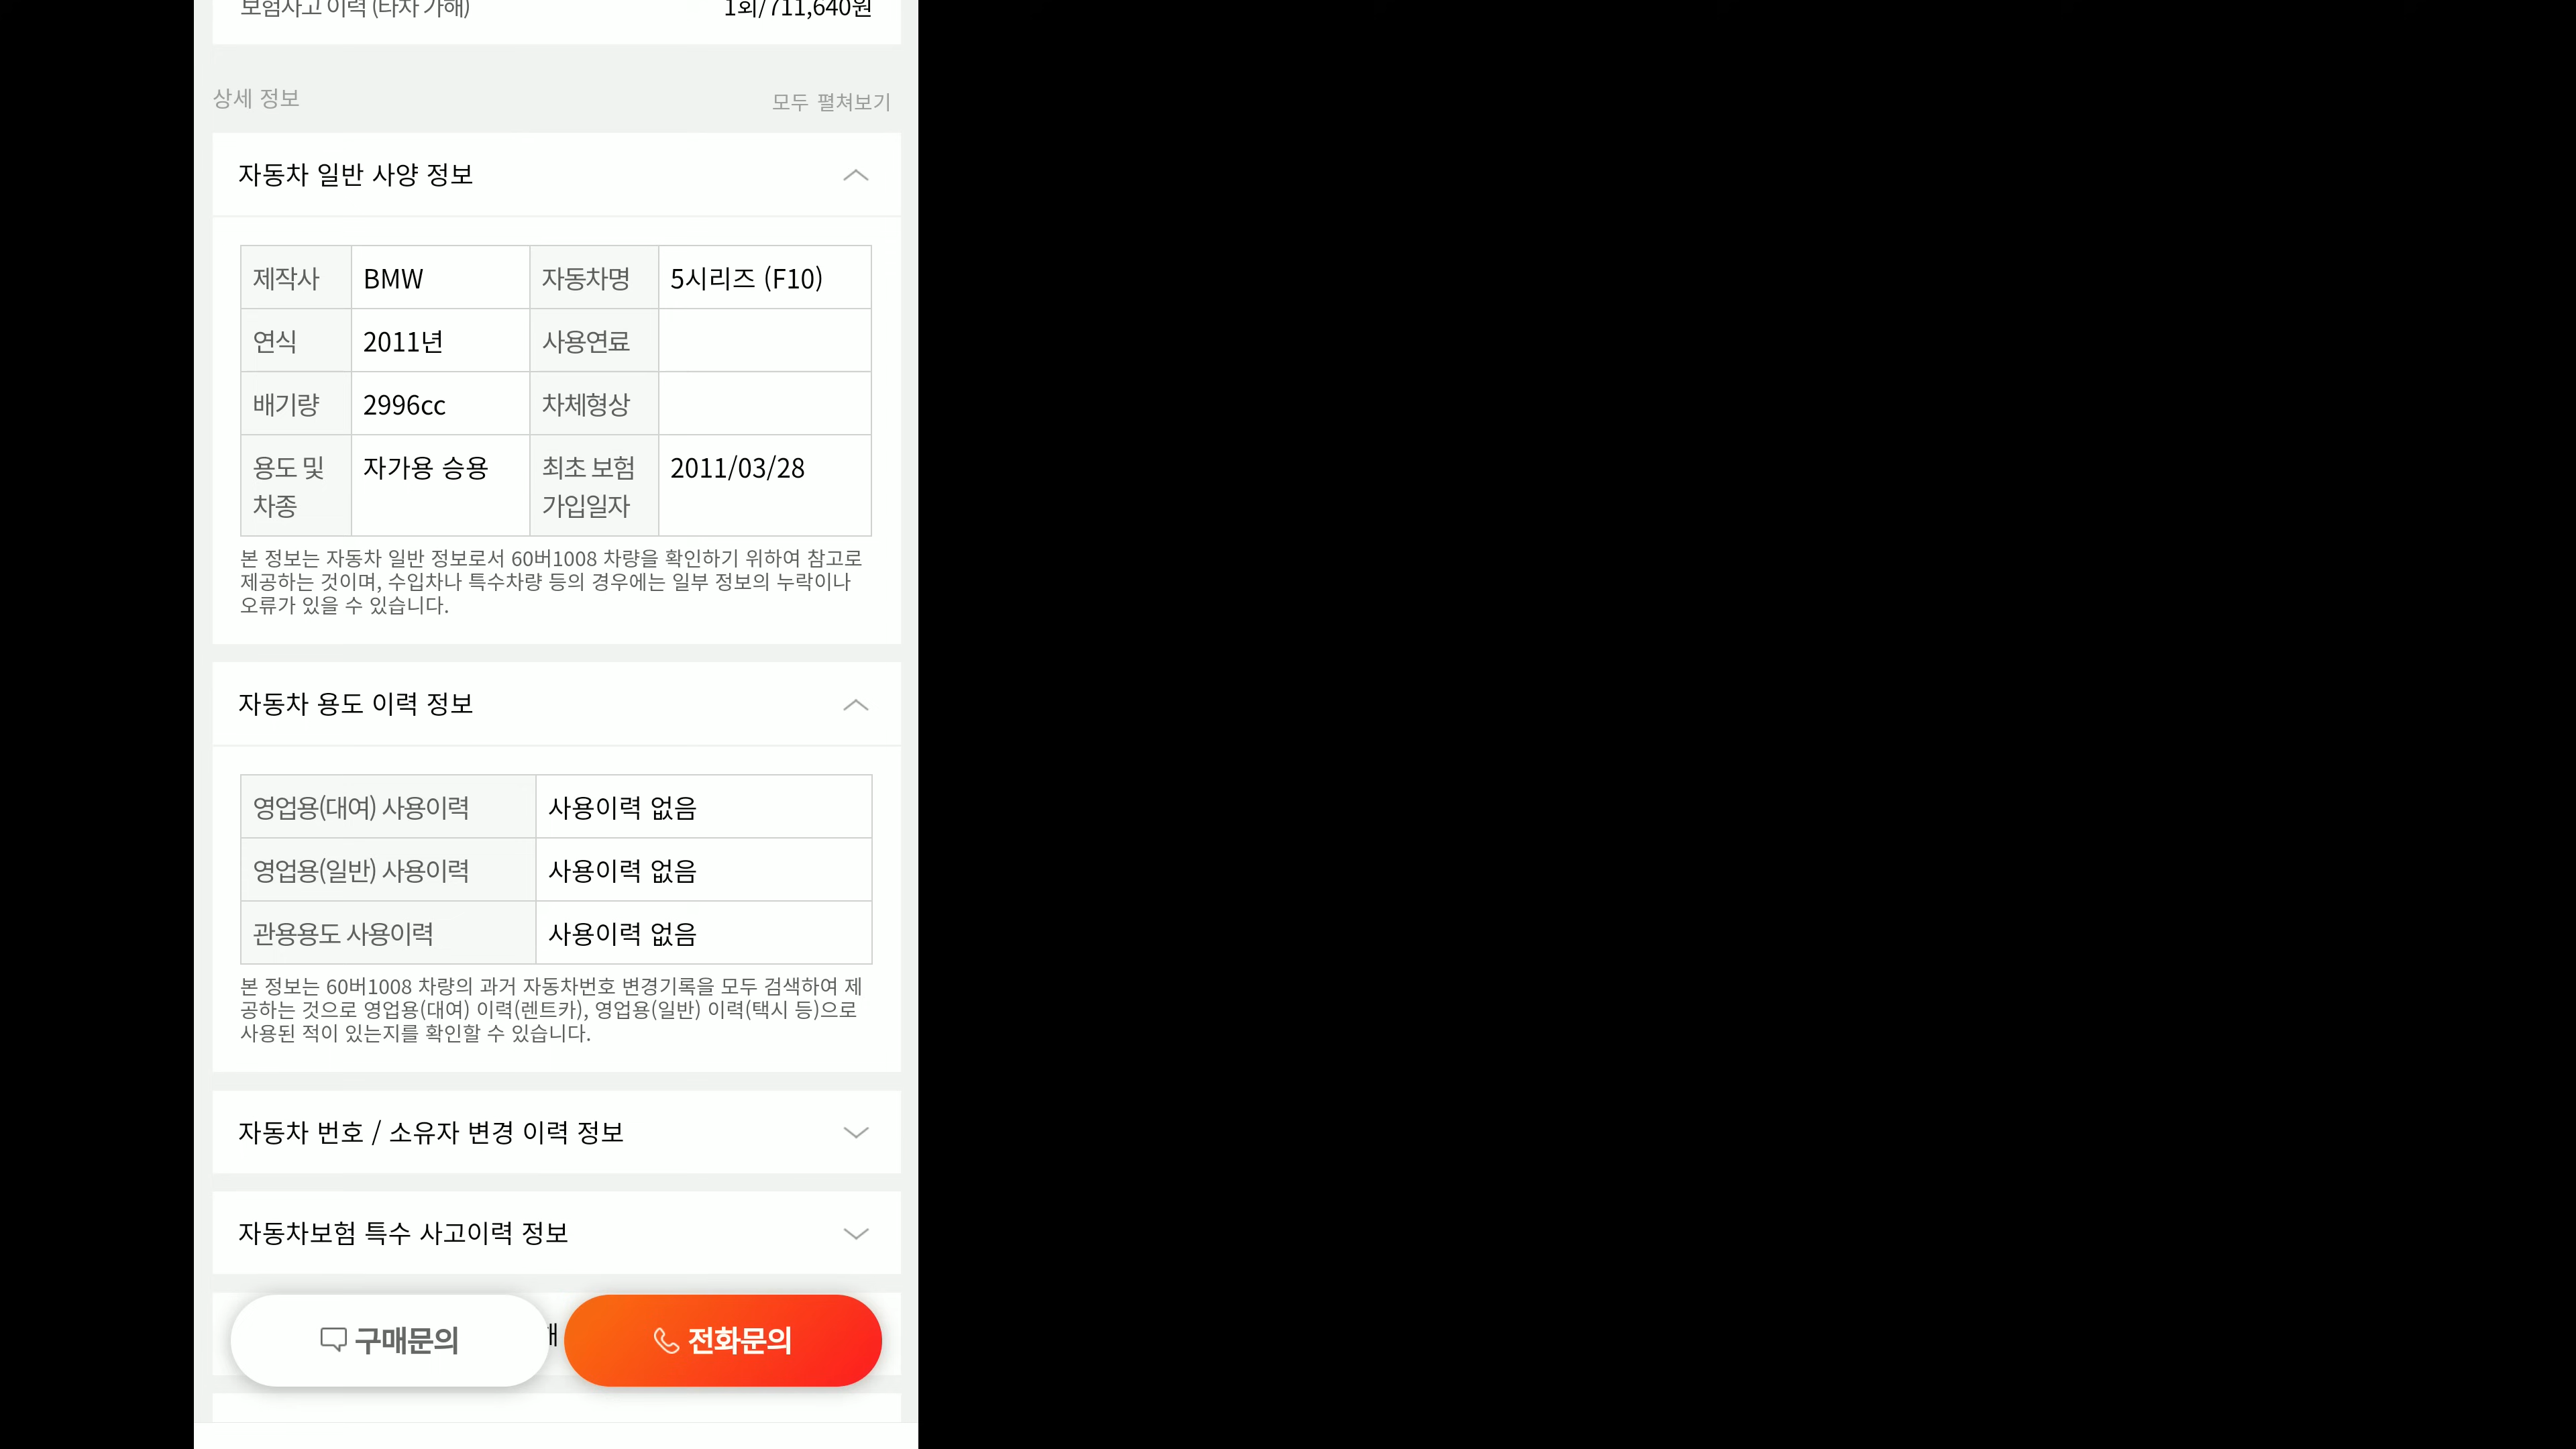 보험사고 이력 (타차 가해) 1회/711,640원
상세 정보 모두 펼쳐보기
자동차 일반 사양 정보
제작사 BMW 자동차명 5시리즈 (F10)
연식 2011년 사용연료
배기량 2996cc 차체형상
용도 및 자가용 승용 최초 보험 2011/03/28
차종 가입일자
본 정보는 자동차 일반 정보로서 60버1008 차량을 확인하기 위하여 참고로
제공하는 것이며, 수입차나 특수차량 등의 경우에는 일부 정보의 누락이나
오류가 있을 수 있습니다.
자동차 용도 이력 정보
영업용(대여) 사용이력 사용이력 없음
영업용(일반) 사용이력 사용이력 없음
관용용도 사용이력 사용이력 없음
본 정보는 60버1008 차량의 과거 자동차번호 변경기록을 모두 검색하여 제
공하는 것으로 영업용(대여) 이력(렌트카), 영업용(일반) 이력(택시 등)으로
사용된 적이 있는지를 확인할 수 있습니다.
자동차 번호 / 소유자 변경 이력 정보
자동차보험 특수 사고이력 정보
구매문의 전화문의